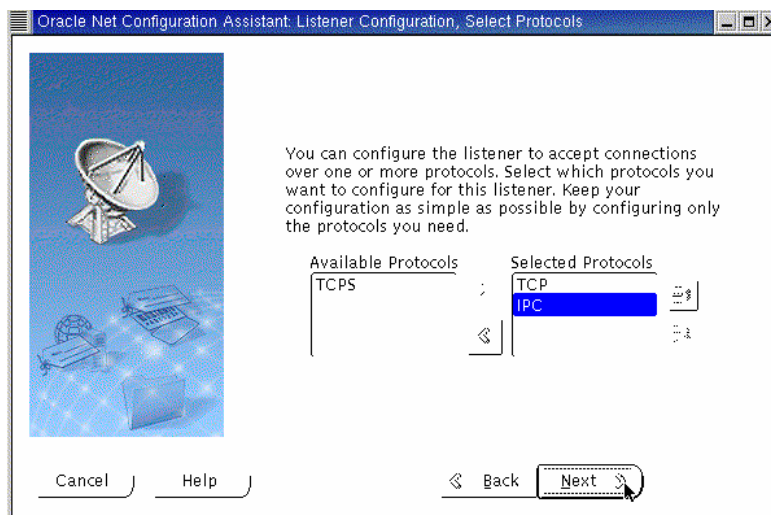 Oracle Net Configuration Assistant: Listener Configuration, Select Protocols
You can configure the listener to accept connections
over one or more protocols. Select which protocols you
want to configure for this listener. Keep your
configuration as simple as possible by configuring only
the protocols you need.
Available Protocols
Selected Protocols
TCPS
TCP
IPC
Cancel
Help
Back
Next